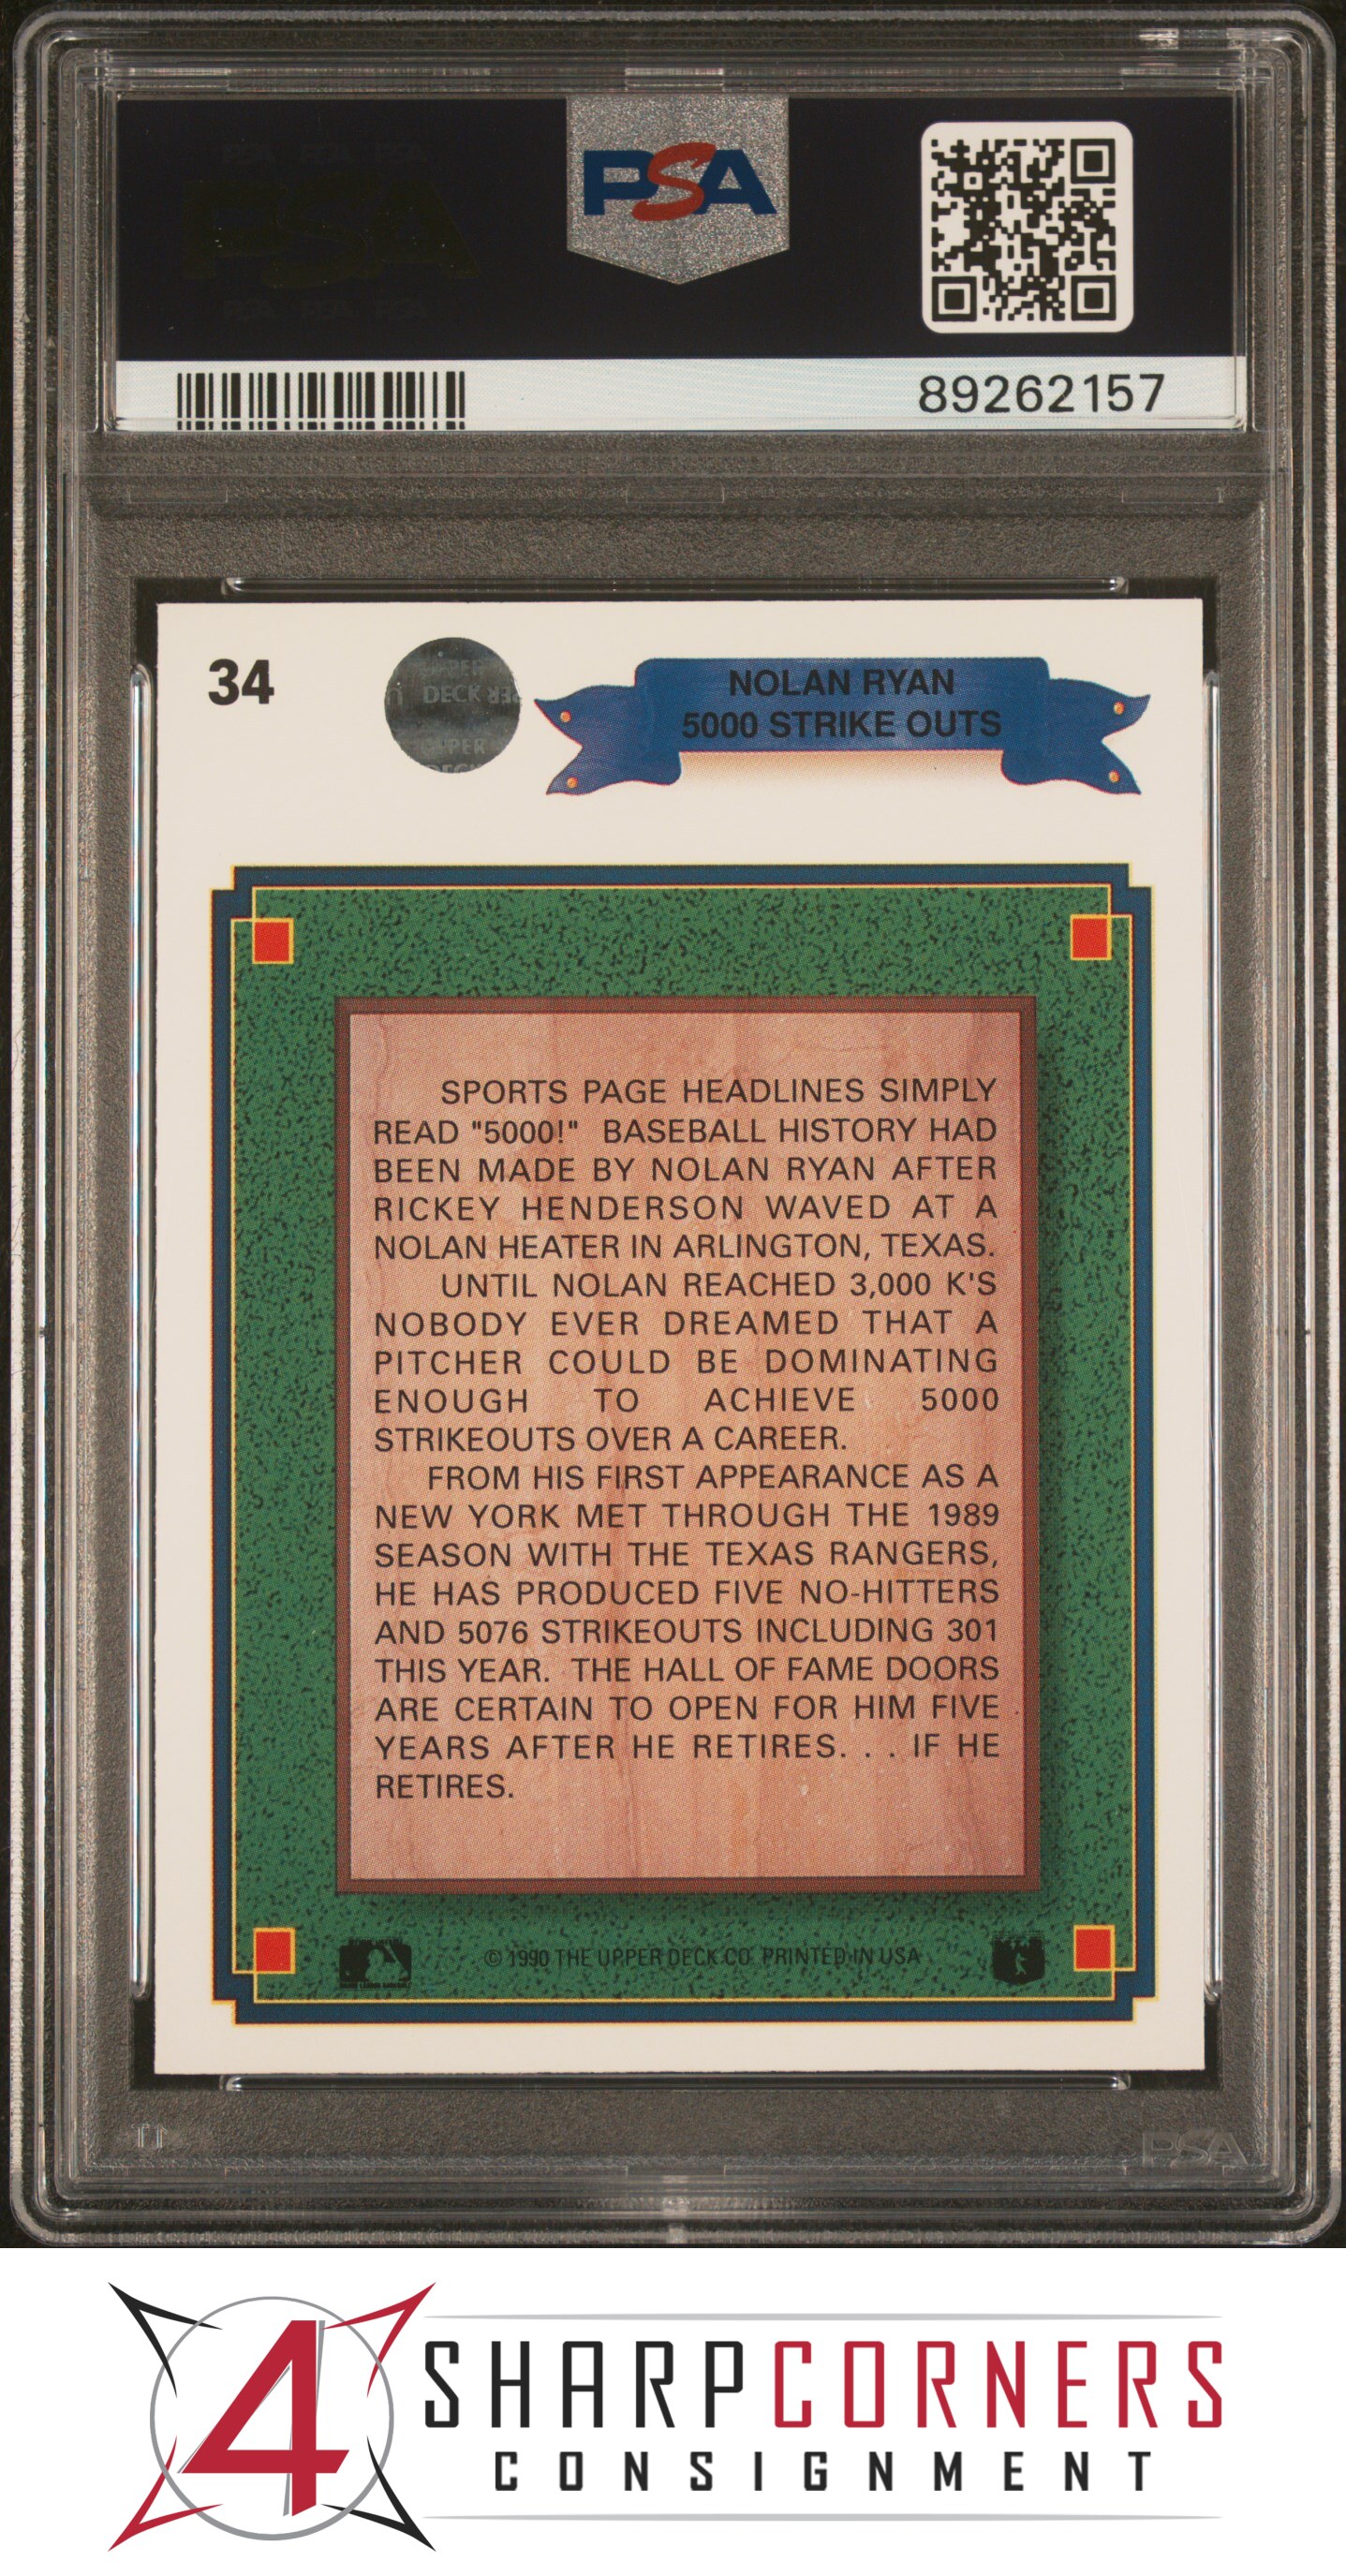 PSA
89262157
34
UPPER
DECK
UPPER
DECK
NOLAN RYAN
5000 STRIKE OUTS
SPORTS PAGE HEADLINES SIMPLY
READ "5000!" BASEBALL HISTORY HAD
BEEN MADE BY NOLAN RYAN AFTER
RICKEY HENDERSON WAVED AT A
NOLAN HEATER IN ARLINGTON, TEXAS.
UNTIL NOLAN REACHED 3,000 K'S
NOBODY EVER DREAMED THAT A
PITCHER COULD BE DOMINATING
ENOUGH TO ACHIEVE 5000
STRIKEOUTS OVER A CAREER.
FROM HIS FIRST APPEARANCE AS A
NEW YORK MET THROUGH THE 1989
SEASON WITH THE TEXAS RANGERS,
HE HAS PRODUCED FIVE NO-HITTERS
AND 5076 STRIKEOUTS INCLUDING 301
THIS YEAR. THE HALL OF FAME DOORS
ARE CERTAIN TO OPEN FOR HIM FIVE
YEARS AFTER HE RETIRES. . . IF HE
RETIRES.
© 1990 THE UPPER DECK CO. PRINTED IN USA
PSA
4 SHARPCORNERS
CONSIGNMENT